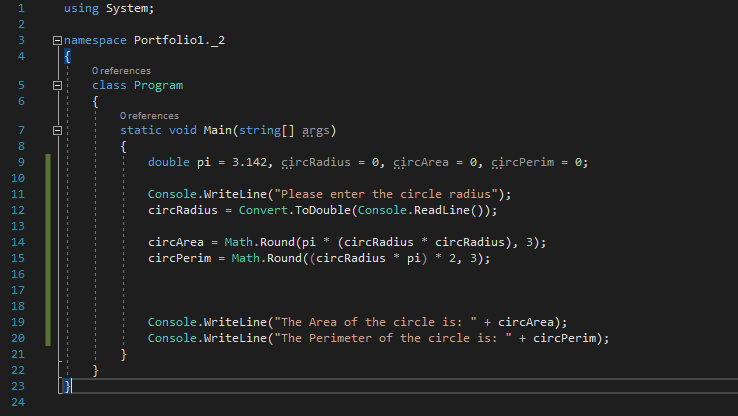 1 using System;
2
3 namespace Portfolio1._2
4 {
0 references
5 class Program
6 {
0 references
7 static void Main(string[] args)
8 {
9 double pi = 3.142, circRadius = 0, circArea = 0, circPerim = 0;
10
11 Console.WriteLine("Please enter the circle radius");
12 circRadius = Convert.ToDouble(Console.ReadLine());
13
14 circArea = Math.Round(pi * (circRadius * circRadius), 3);
15 circPerim = Math.Round((circRadius * pi) * 2, 3);
16
17
18
19 Console.WriteLine("The Area of the circle is: " + circArea);
20 Console.WriteLine("The Perimeter of the circle is: " + circPerim);
21 }
22 }
23 }
24